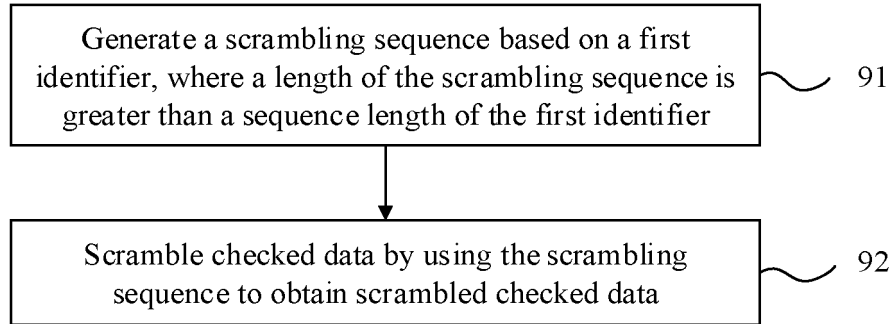 Generate a scrambling sequence based on a first
identifier, where a length of the scrambling sequence is
greater than a sequence length of the first identifier
91
Scramble checked data by using the scrambling
sequence to obtain scrambled checked data
92